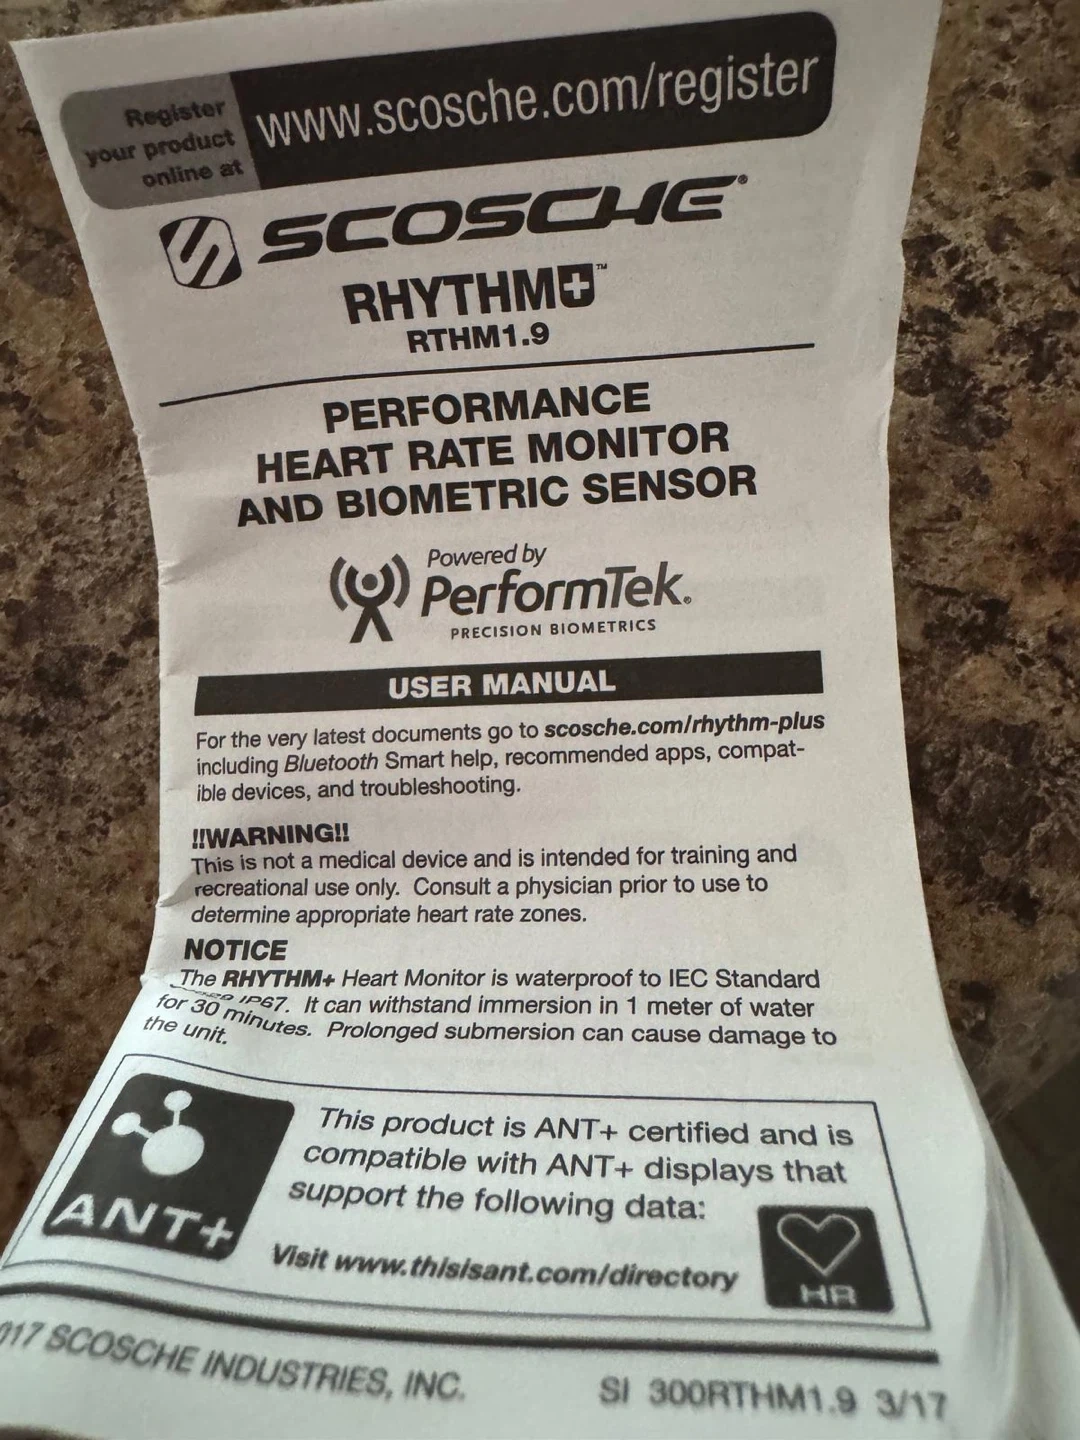 Register
your product
online at
www.scosche.com/register
SCOSCHE®
RHYTHM+™
RTHM1.9
PERFORMANCE
HEART RATE MONITOR
AND BIOMETRIC SENSOR
Powered by
PerformTek®
PRECISION BIOMETRICS
USER MANUAL
For the very latest documents go to scosche.com/rhythm-plus
including Bluetooth Smart help, recommended apps, compat-
ible devices, and troubleshooting.
!!WARNING!!
This is not a medical device and is intended for training and
recreational use only. Consult a physician prior to use to
determine appropriate heart rate zones.
NOTICE
The RHYTHM+ Heart Monitor is waterproof to IEC Standard
IP67. It can withstand immersion in 1 meter of water
for 30 minutes. Prolonged submersion can cause damage to
the unit.
ANT+
This product is ANT+ certified and is
compatible with ANT+ displays that
support the following data:
Visit www.thisisant.com/directory
HR
017 SCOSCHE INDUSTRIES, INC.
SI 300RTHM1.9 3/17